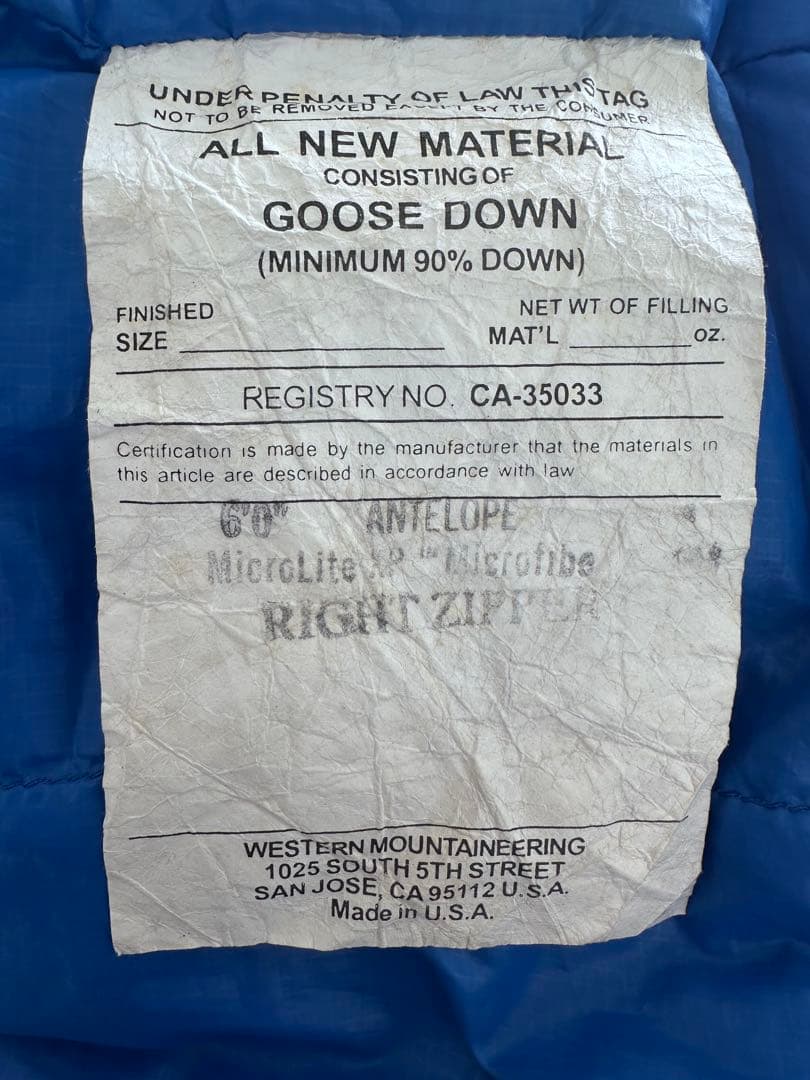 UNDER PENALTY OF LAW THIS TAG
NOT TO BE REMOVED EXCEPT BY THE CONSUMER
ALL NEW MATERIAL
CONSISTING OF
GOOSE DOWN
(MINIMUM 90% DOWN)
FINISHED
SIZE
NET WT OF FILLING
MAT'L OZ.
REGISTRY NO. CA-35033
Certification is made by the manufacturer that the materials in
this article are described in accordance with law
6'0" ANTELOPE
MicroLite XP ™ Microfibe
RIGHT ZIPPER
WESTERN MOUNTAINEERING
1025 SOUTH 5TH STREET
SAN JOSE, CA 95112 U.S.A.
Made in U.S.A.